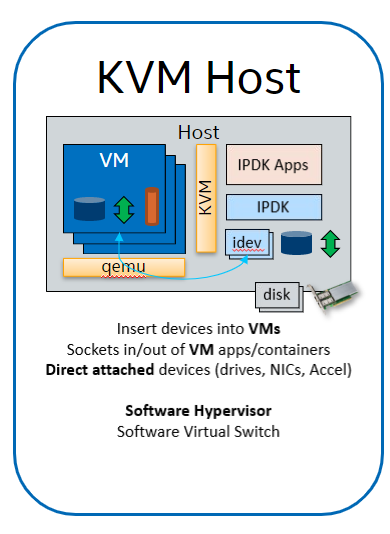 KVM Host
Host
VM
KVM
IPDK Apps
IPDK
idev
qemu
disk
Insert devices into VMs
Sockets in/out of VM apps/containers
Direct attached devices (drives, NICs, Accel)
Software Hypervisor
Software Virtual Switch